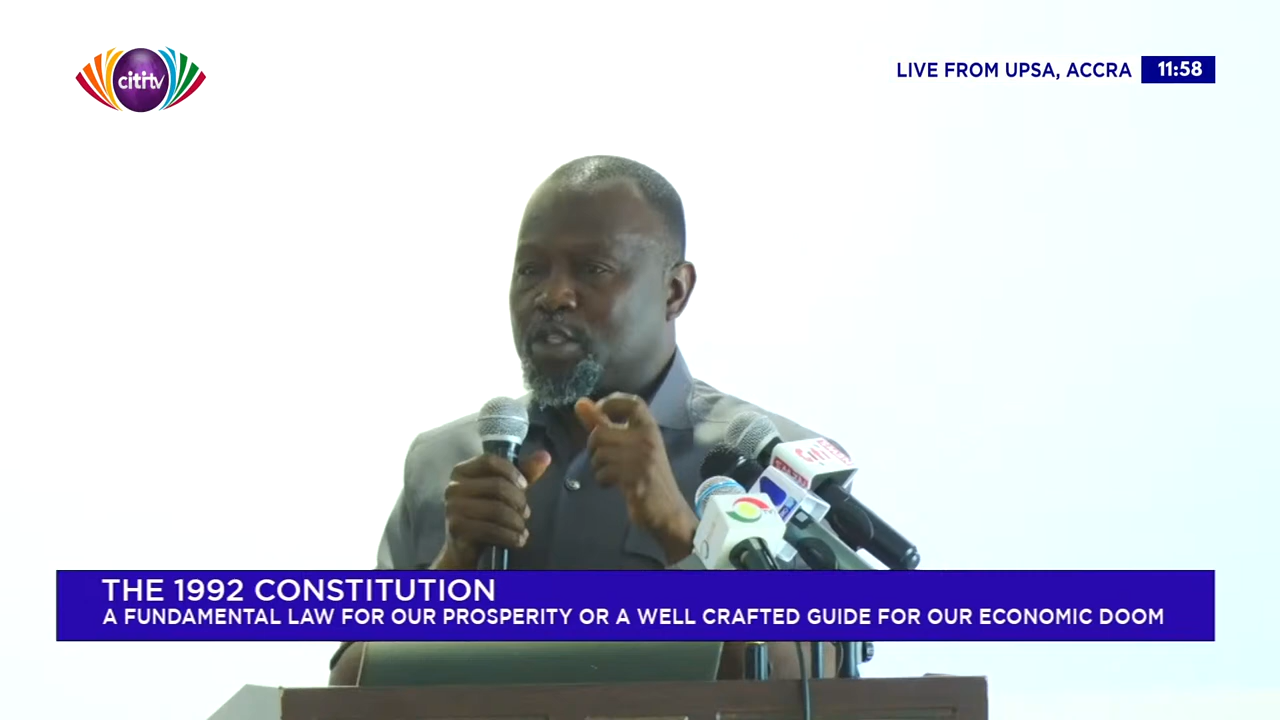 citi tv
LIVE FROM UPSA, ACCRA 11:58
THE 1992 CONSTITUTION
A FUNDAMENTAL LAW FOR OUR PROSPERITY OR A WELL CRAFTED GUIDE FOR OUR ECONOMIC DOOM